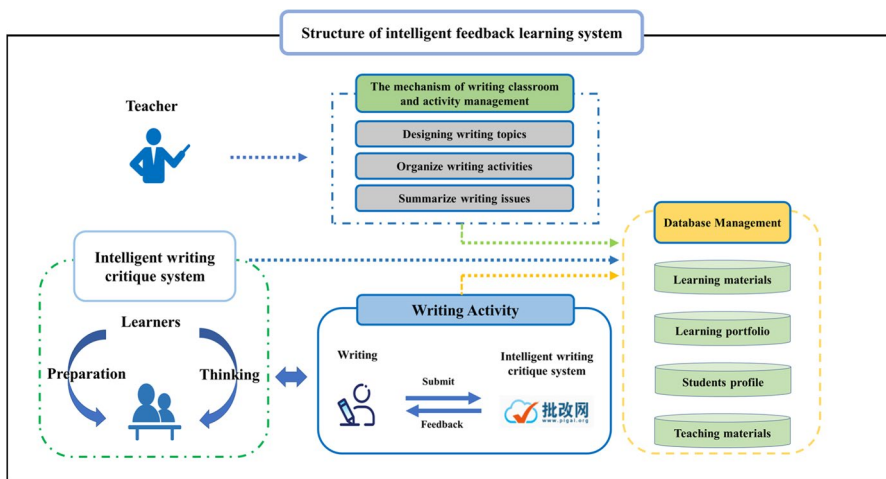 Structure of intelligent feedback learning system
Teacher
The mechanism of writing classroom
and activity management
Designing writing topics
Organize writing activities
Summarize writing issues
Database Management
Learning materials
Learning portfolio
Students profile
Teaching materials
Intelligent writing
critique system
Learners
Preparation
Thinking
Writing Activity
Writing
Submit
Feedback
Intelligent writing
critique system
批改网
www.pigai.org